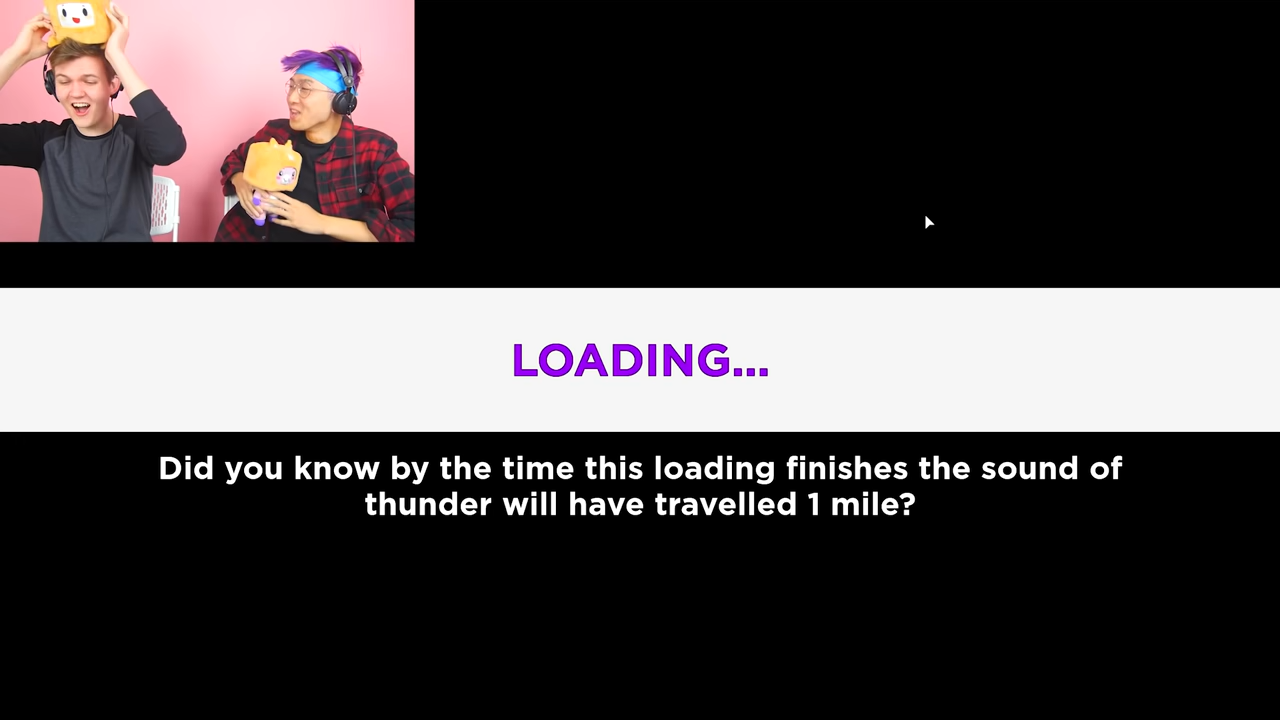 LOADING...
Did you know by the time this loading finishes the sound of
thunder will have travelled 1 mile?